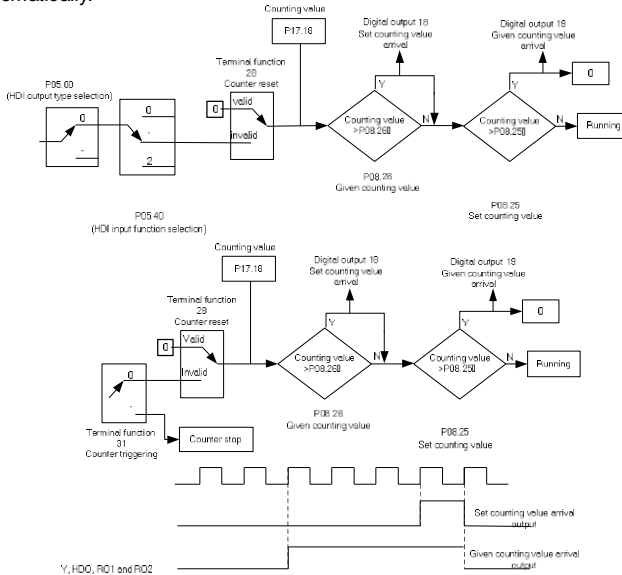 omatically.
Counting value
P17.18
Digital output 18
Set counting value
arrival
Digital output 19
Given counting value
arrival
Terminal function
28
Counter reset
P05.00
(HDI output type selection)
0
-
0
.
2
0
valid
invalid
Y
Counting value
>P08.26
N
Y
Counting value
>P08.25
N
0
Running
P08.26
Given counting value
P08.25
Set counting value
P05.40
(HDI input function selection)
Counting value
P17.18
Digital output 18
Set counting value
arrival
Digital output 19
Given counting value
arrival
Terminal function
28
Counter reset
0
Valid
Invalid
Y
Counting value
>P08.26
N
Y
Counting value
>P08.25
N
0
Running
0
.
Terminal function
31
Counter triggering
Counter stop
P08.26
Given counting value
P08.25
Set counting value
Set counting value arrival
output
Given counting value arrival
output
Y, HDO, RO1 and RO2